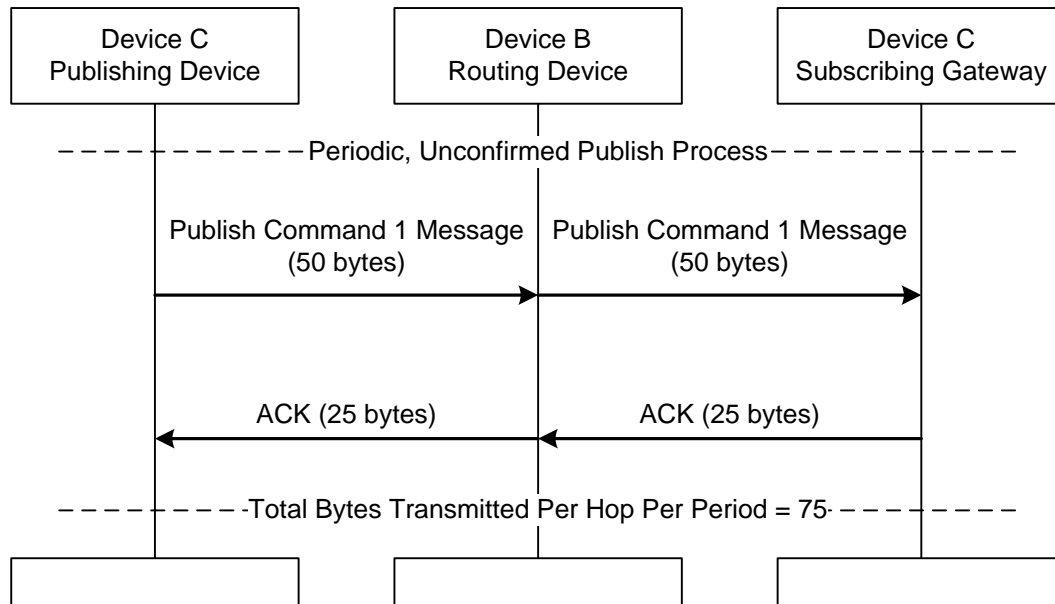 Device C
Publishing Device
Device B
Routing Device
Device C
Subscribing Gateway
Periodic, Unconfirmed Publish Process
Publish Command 1 Message
(50 bytes)
Publish Command 1 Message
(50 bytes)
ACK (25 bytes)
ACK (25 bytes)
Total Bytes Transmitted Per Hop Per Period = 75